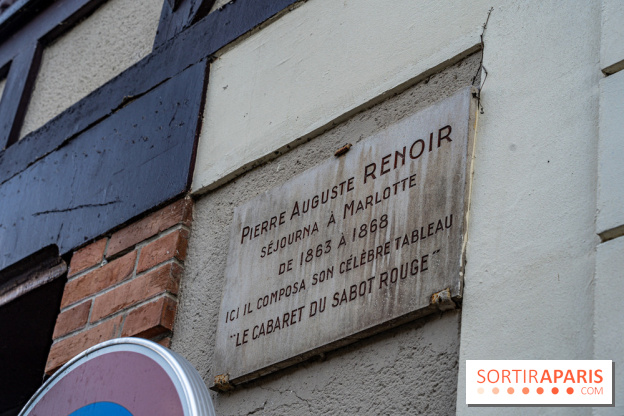 PIERRE AUGUSTE RENOIR
SÉJOURNA À MARLOTTE
DE 1863 À 1868
ICI IL COMPOSA SON CÉLÈBRE TABLEAU
"LE CABARET DU SABOT ROUGE"
SORTIRAPARIS
.COM